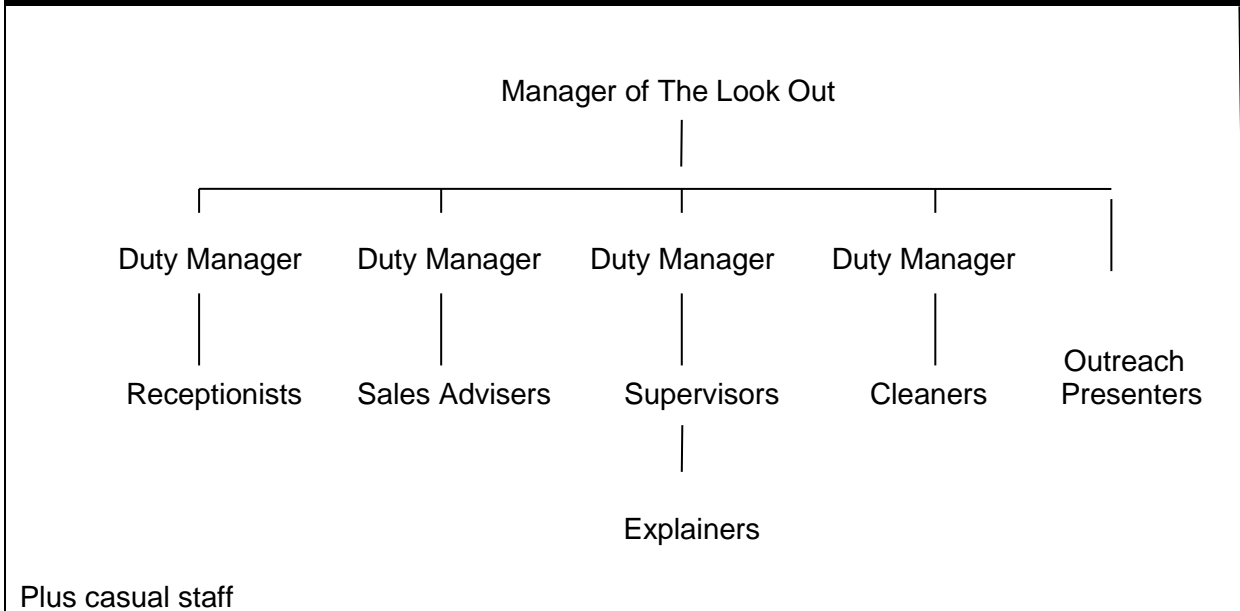 Manager of The Look Out
Duty Manager Duty Manager Duty Manager Duty Manager
Outreach
Receptionists Sales Advisers Supervisors Cleaners Presenters
Explainers
Plus casual staff